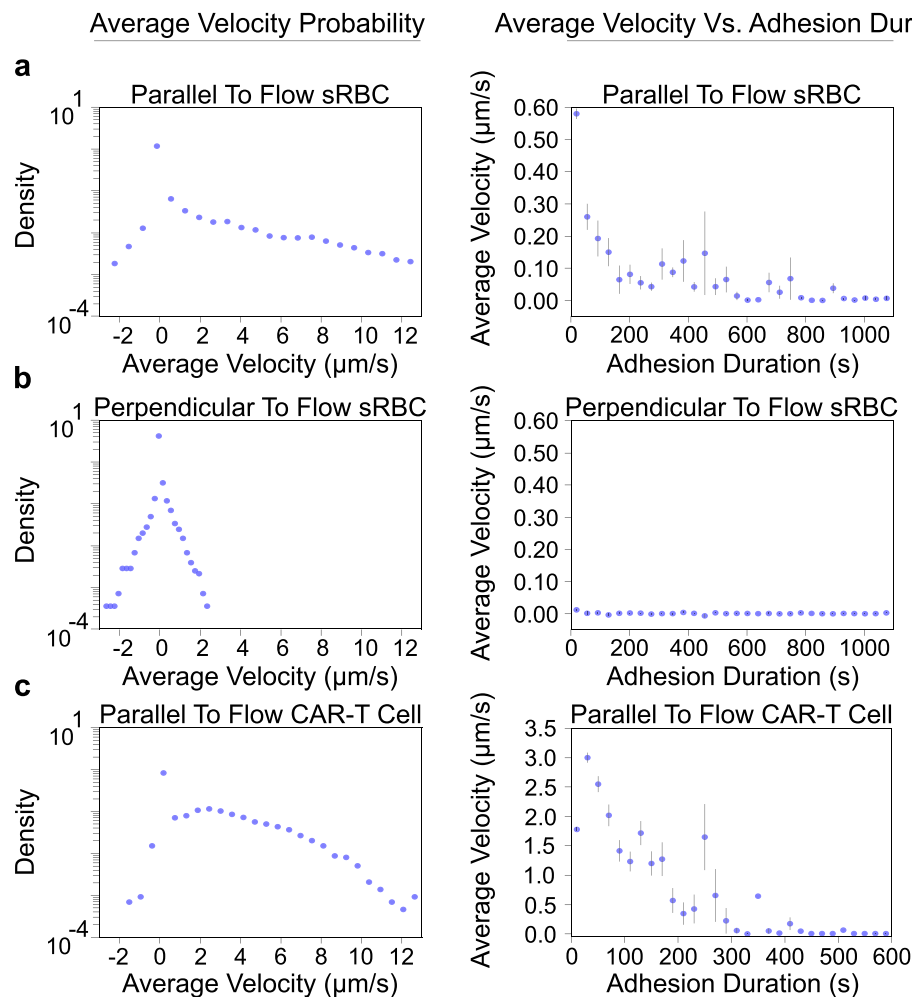 Average Velocity Probability
Average Velocity Vs. Adhesion Dur
a
Parallel To Flow sRBC
10^1
Density
10^-4
-2 0 2 4 6 8 10 12
Average Velocity (μm/s)
Parallel To Flow sRBC
Average Velocity (μm/s)
0.60
0.50
0.40
0.30
0.20
0.10
0.00
0 200 400 600 800 1000
Adhesion Duration (s)
b
Perpendicular To Flow sRBC
10^1
Density
10^-4
-2 0 2 4 6 8 10 12
Average Velocity (μm/s)
Perpendicular To Flow sRBC
Average Velocity (μm/s)
0.60
0.50
0.40
0.30
0.20
0.10
0.00
0 200 400 600 800 1000
Adhesion Duration (s)
c
Parallel To Flow CAR-T Cell
10^1
Density
10^-4
-2 0 2 4 6 8 10 12
Average Velocity (μm/s)
Parallel To Flow CAR-T Cell
Average Velocity (μm/s)
3.5
3.0
2.5
2.0
1.5
1.0
0.5
0.0
0 100 200 300 400 500 600
Adhesion Duration (s)